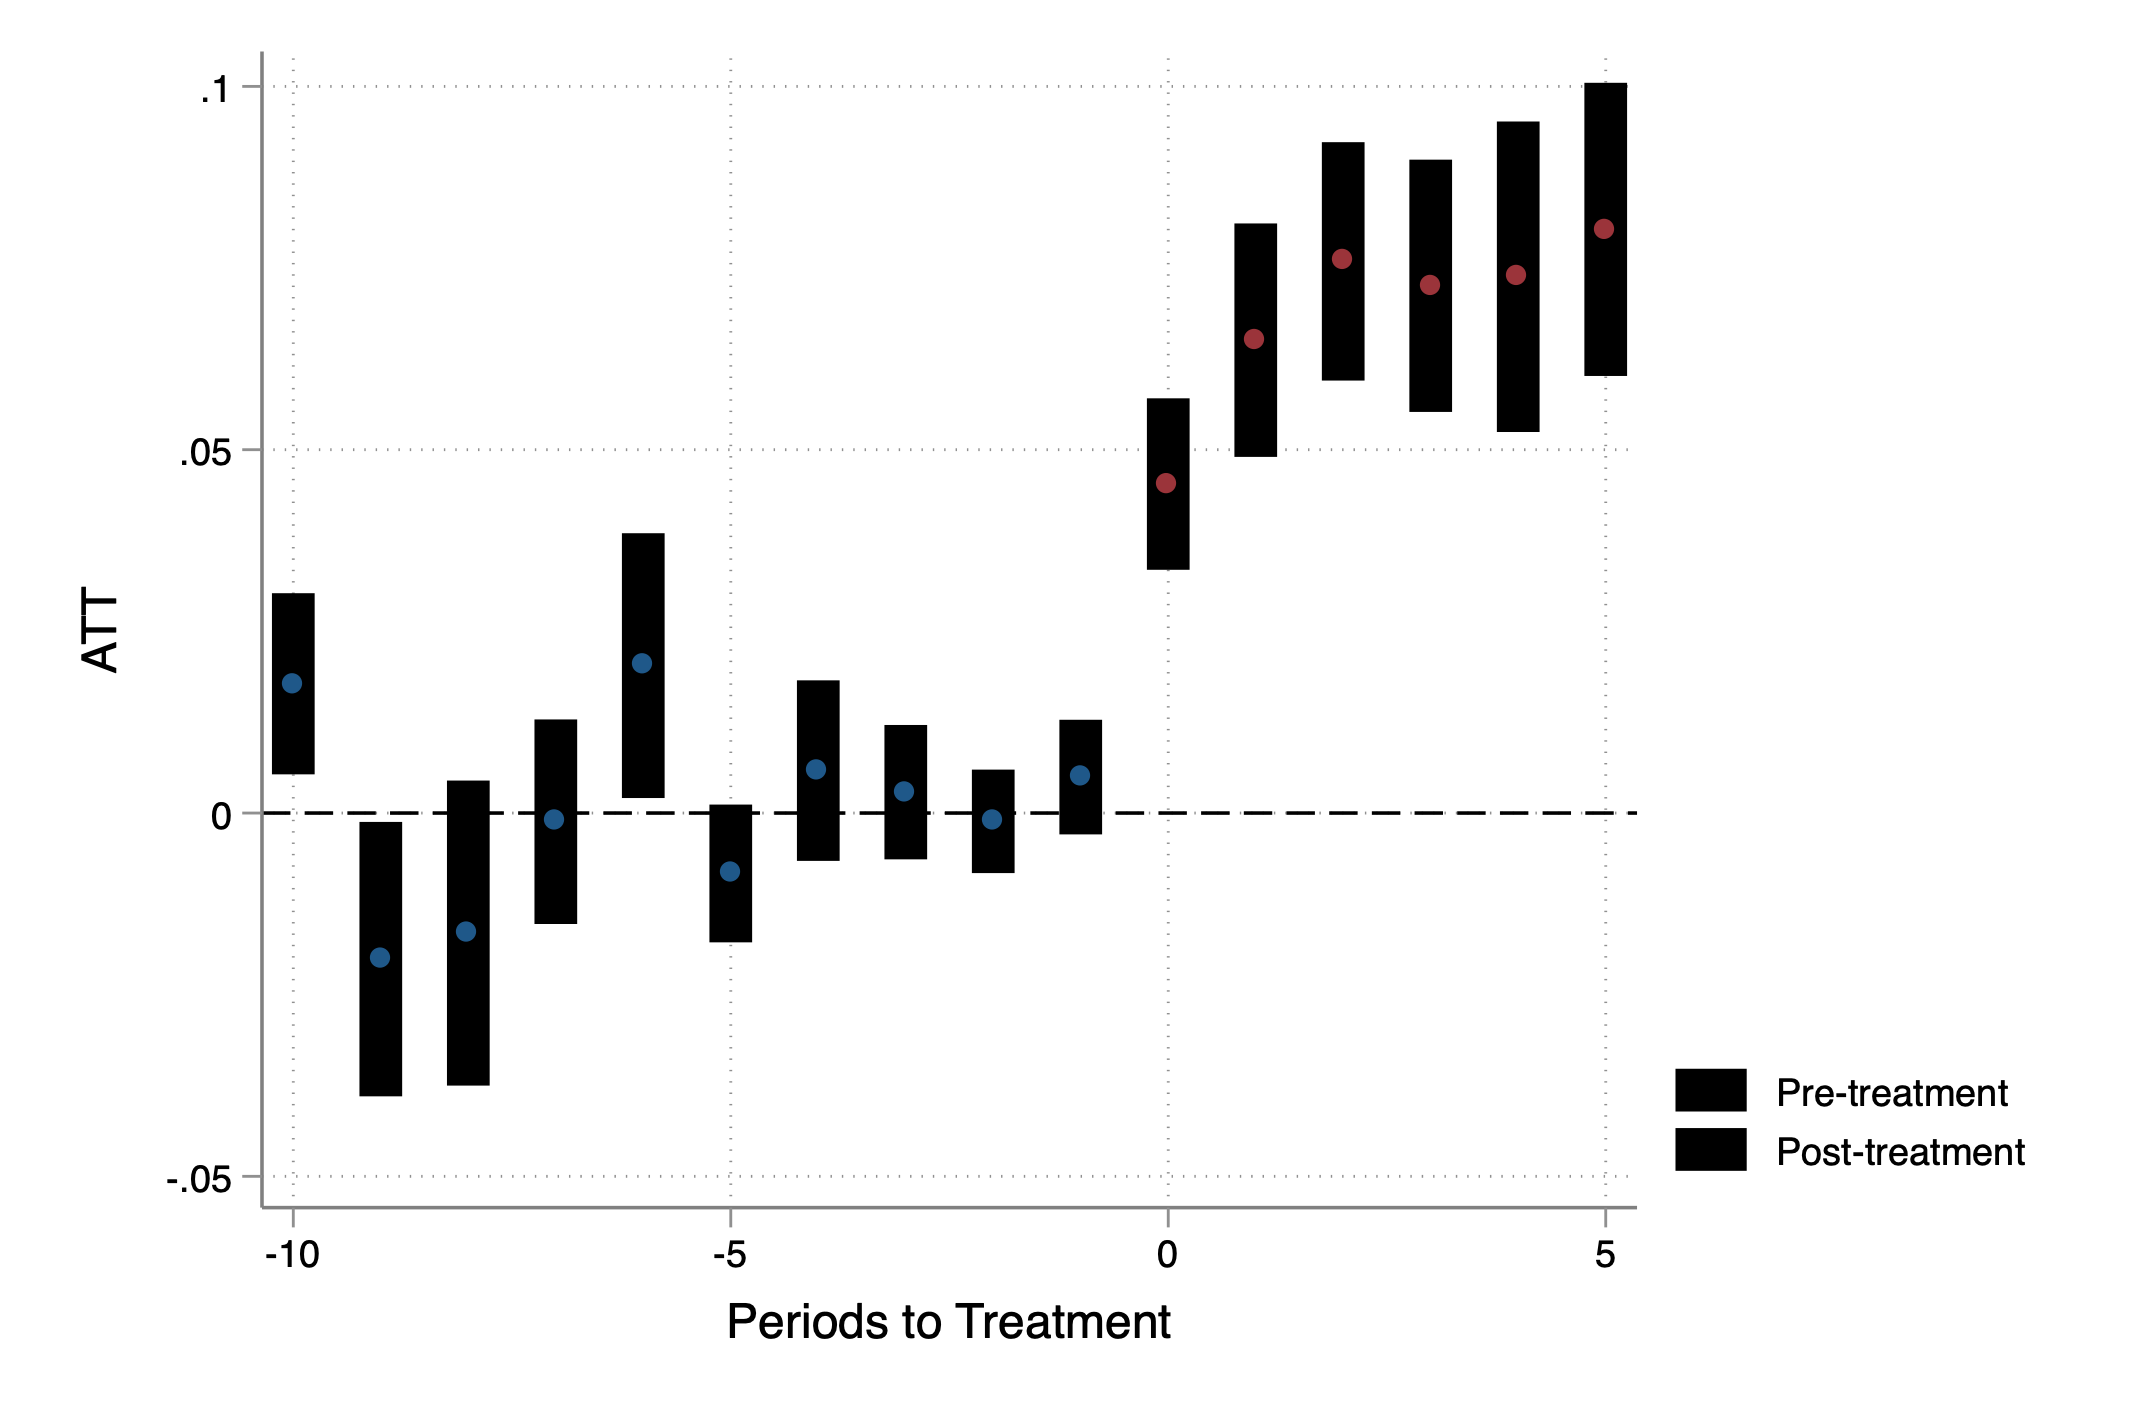 .1
.05
0
-.05
ATT
-10
-5
0
5
Periods to Treatment
Pre-treatment
Post-treatment